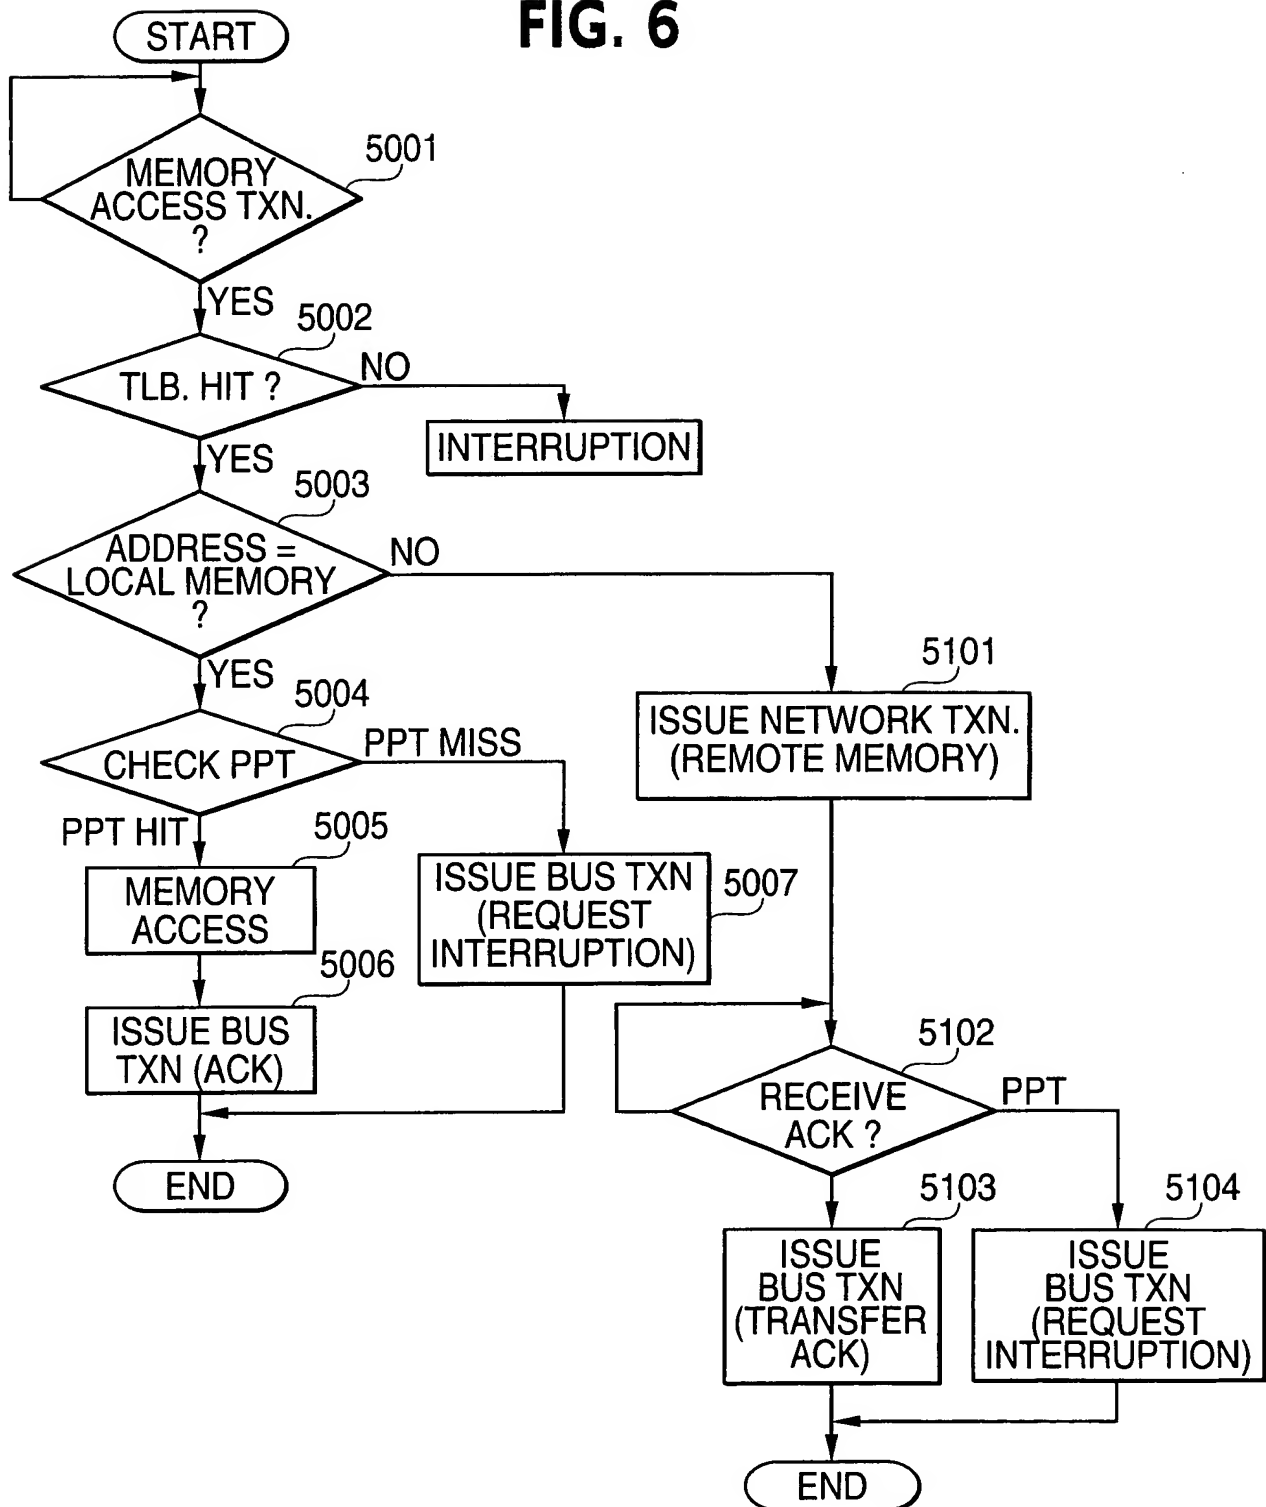 FIG. 6
START
5001
MEMORY
ACCESS TXN.
?
YES
5002
TLB. HIT ?
NO
INTERRUPTION
YES
5003
ADDRESS =
LOCAL MEMORY
?
NO
YES
5004
CHECK PPT
PPT MISS
PPT HIT
5005
MEMORY
ACCESS
5006
ISSUE BUS
TXN (ACK)
ISSUE BUS TXN
(REQUEST
INTERRUPTION)
5007
END
5101
ISSUE NETWORK TXN.
(REMOTE MEMORY)
5102
RECEIVE
ACK ?
PPT
5103
ISSUE
BUS TXN
(TRANSFER
ACK)
5104
ISSUE
BUS TXN
(REQUEST
INTERRUPTION)
END